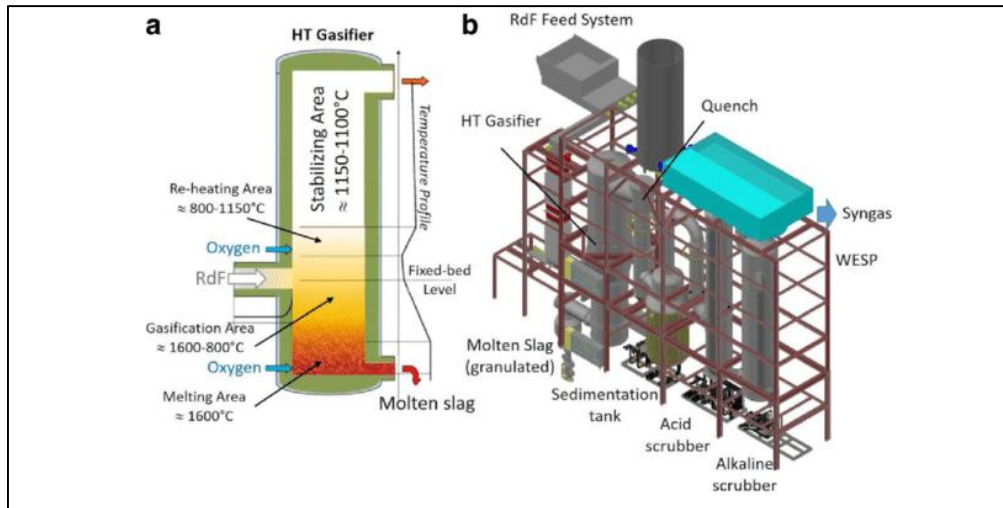 a
HT Gasifier
Stabilizing Area
≈ 1150-1100°C
Temperature Profile
Re-heating Area
≈ 800-1150°C
Oxygen
RdF
Fixed-bed
Level
Gasification Area
≈ 1600-800°C
Oxygen
Melting Area
≈ 1600°C
Molten slag
b
RdF Feed System
Quench
HT Gasifier
Syngas
WESP
Molten Slag
(granulated)
Sedimentation
tank
Acid
scrubber
Alkaline
scrubber